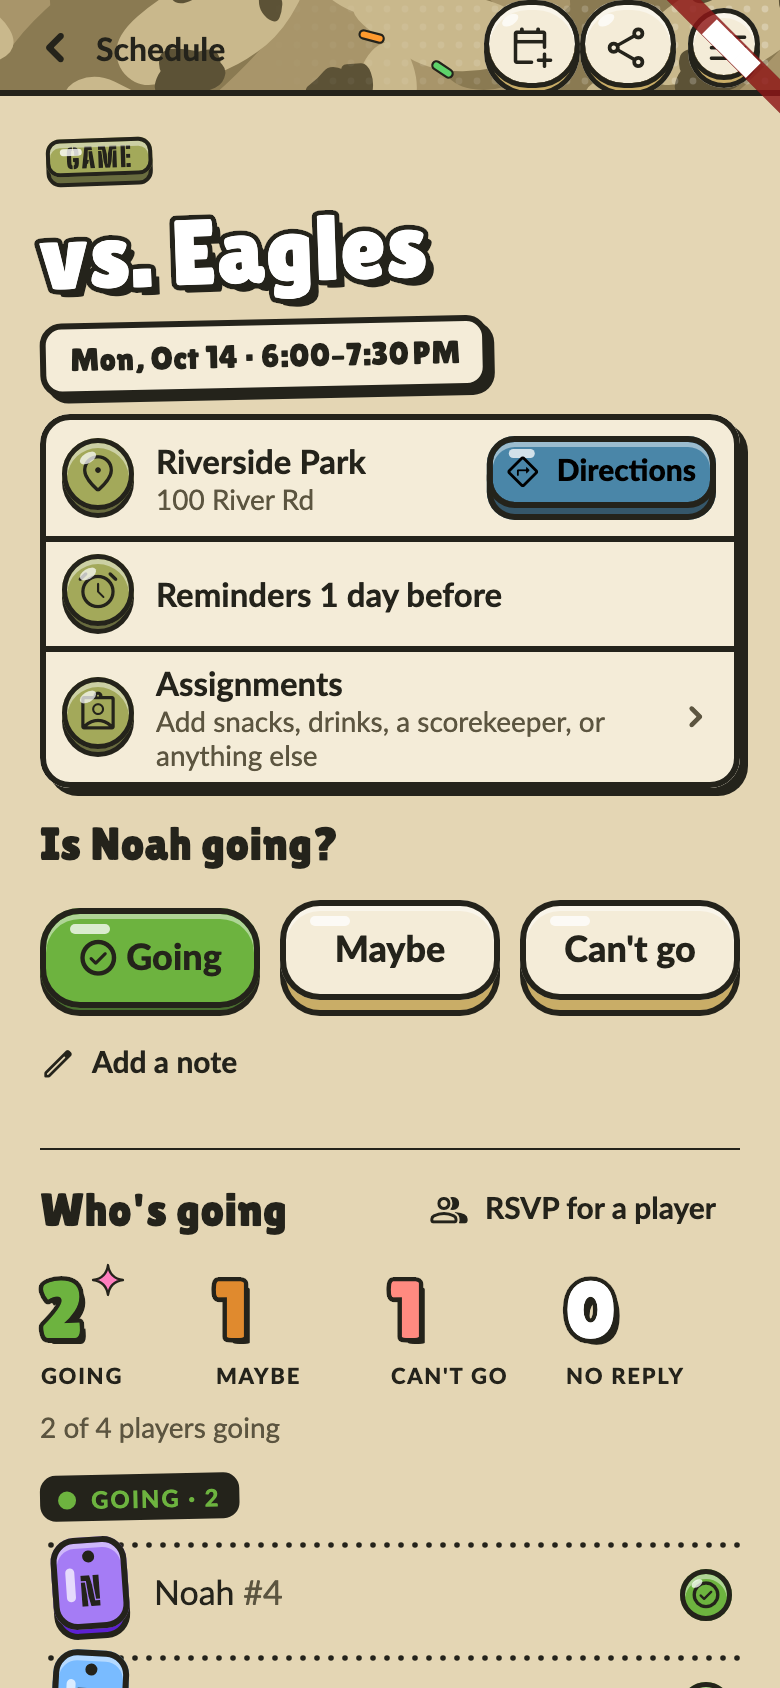 Schedule
GAME
vs. Eagles
Mon, Oct 14 · 6:00–7:30 PM
Riverside Park
100 River Rd
Directions
Reminders 1 day before
Assignments
Add snacks, drinks, a scorekeeper, or
anything else
Is Noah going?
Going
Maybe
Can't go
Add a note
Who's going
RSVP for a player
2
1
1
0
GOING
MAYBE
CAN'T GO
NO REPLY
2 of 4 players going
GOING · 2
N
Noah #4